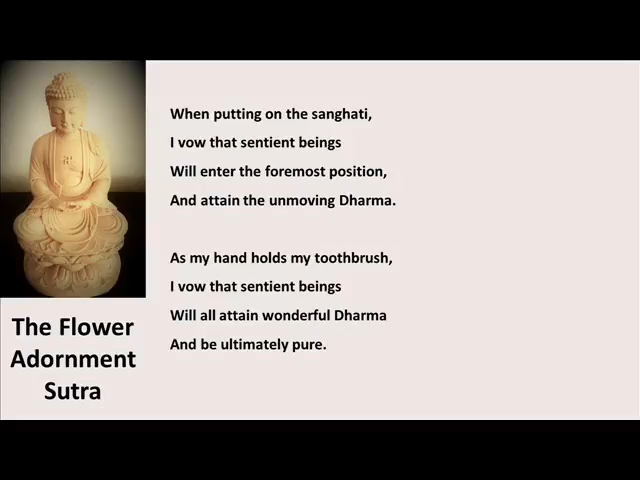 When putting on the sanghati,
I vow that sentient beings
Will enter the foremost position,
And attain the unmoving Dharma.
As my hand holds my toothbrush,
I vow that sentient beings
Will all attain wonderful Dharma
And be ultimately pure.
The Flower
Adornment
Sutra